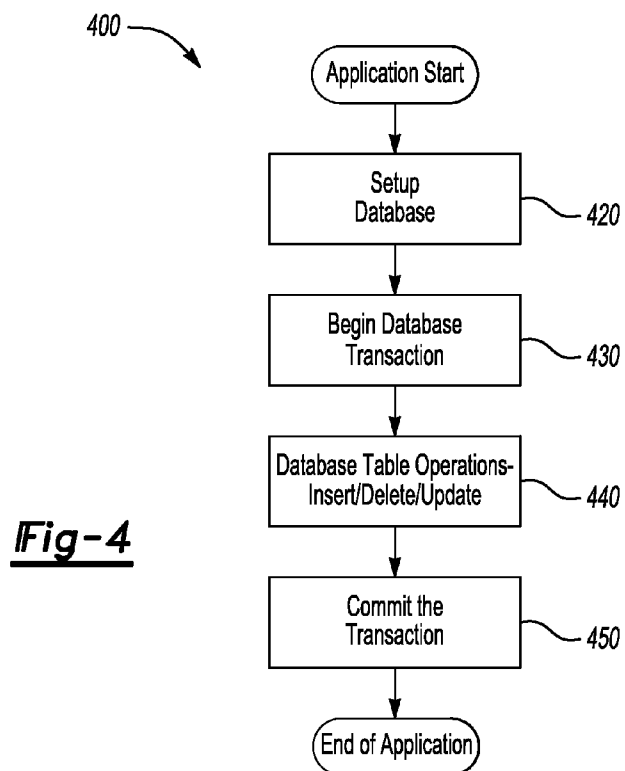 400
Application Start
Setup
Database
420
Begin Database
Transaction
430
Database Table Operations-
Insert/Delete/Update
440
Fig-4
Commit the
Transaction
450
End of Application